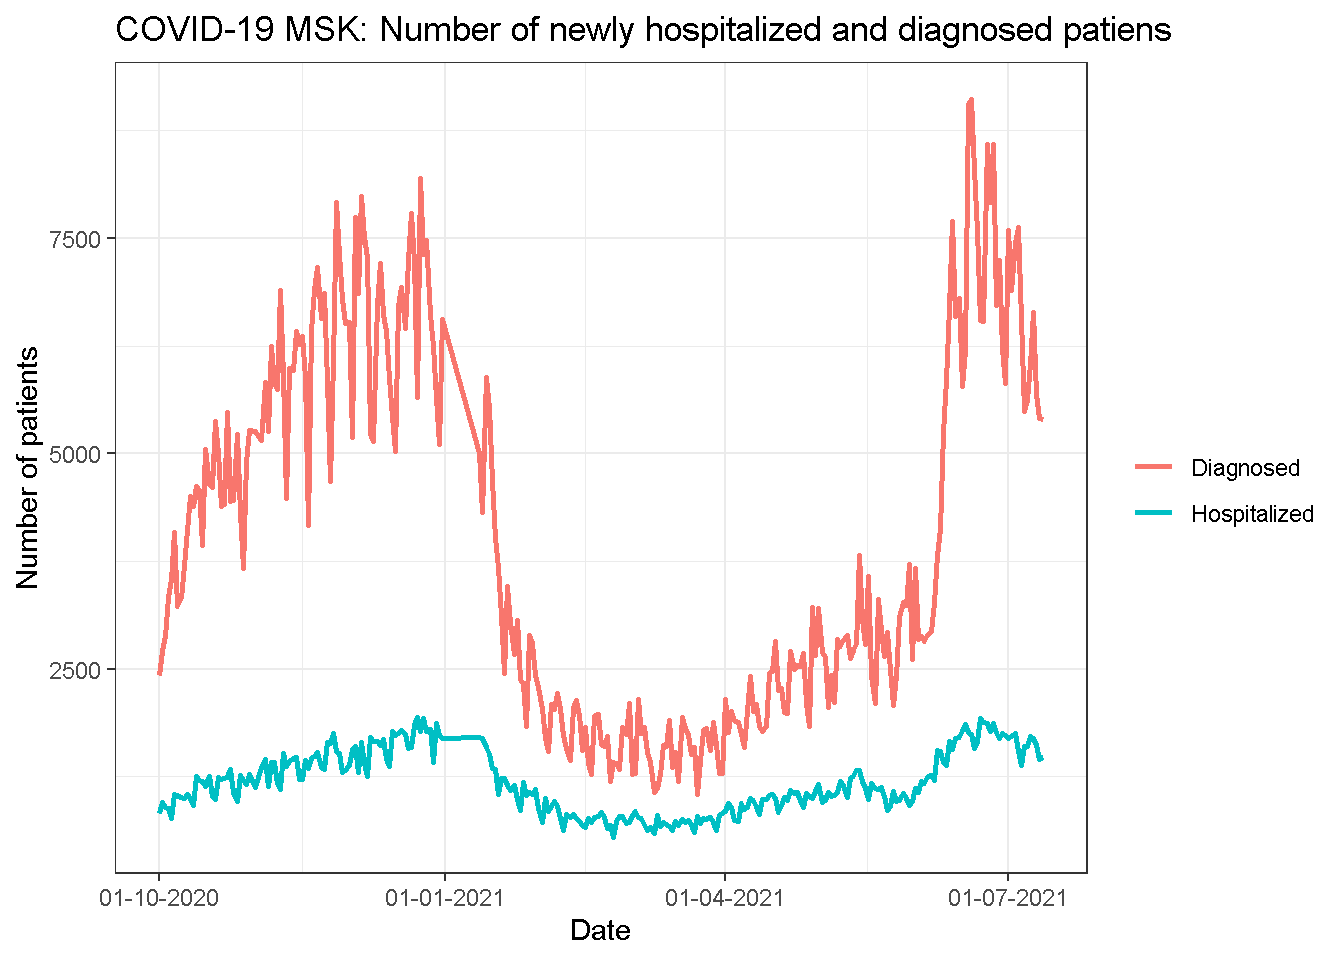 COVID-19 MSK: Number of newly hospitalized and diagnosed patiens
Number of patients
7500
5000
2500
01-10-2020
01-01-2021
01-04-2021
01-07-2021
Date
Diagnosed
Hospitalized